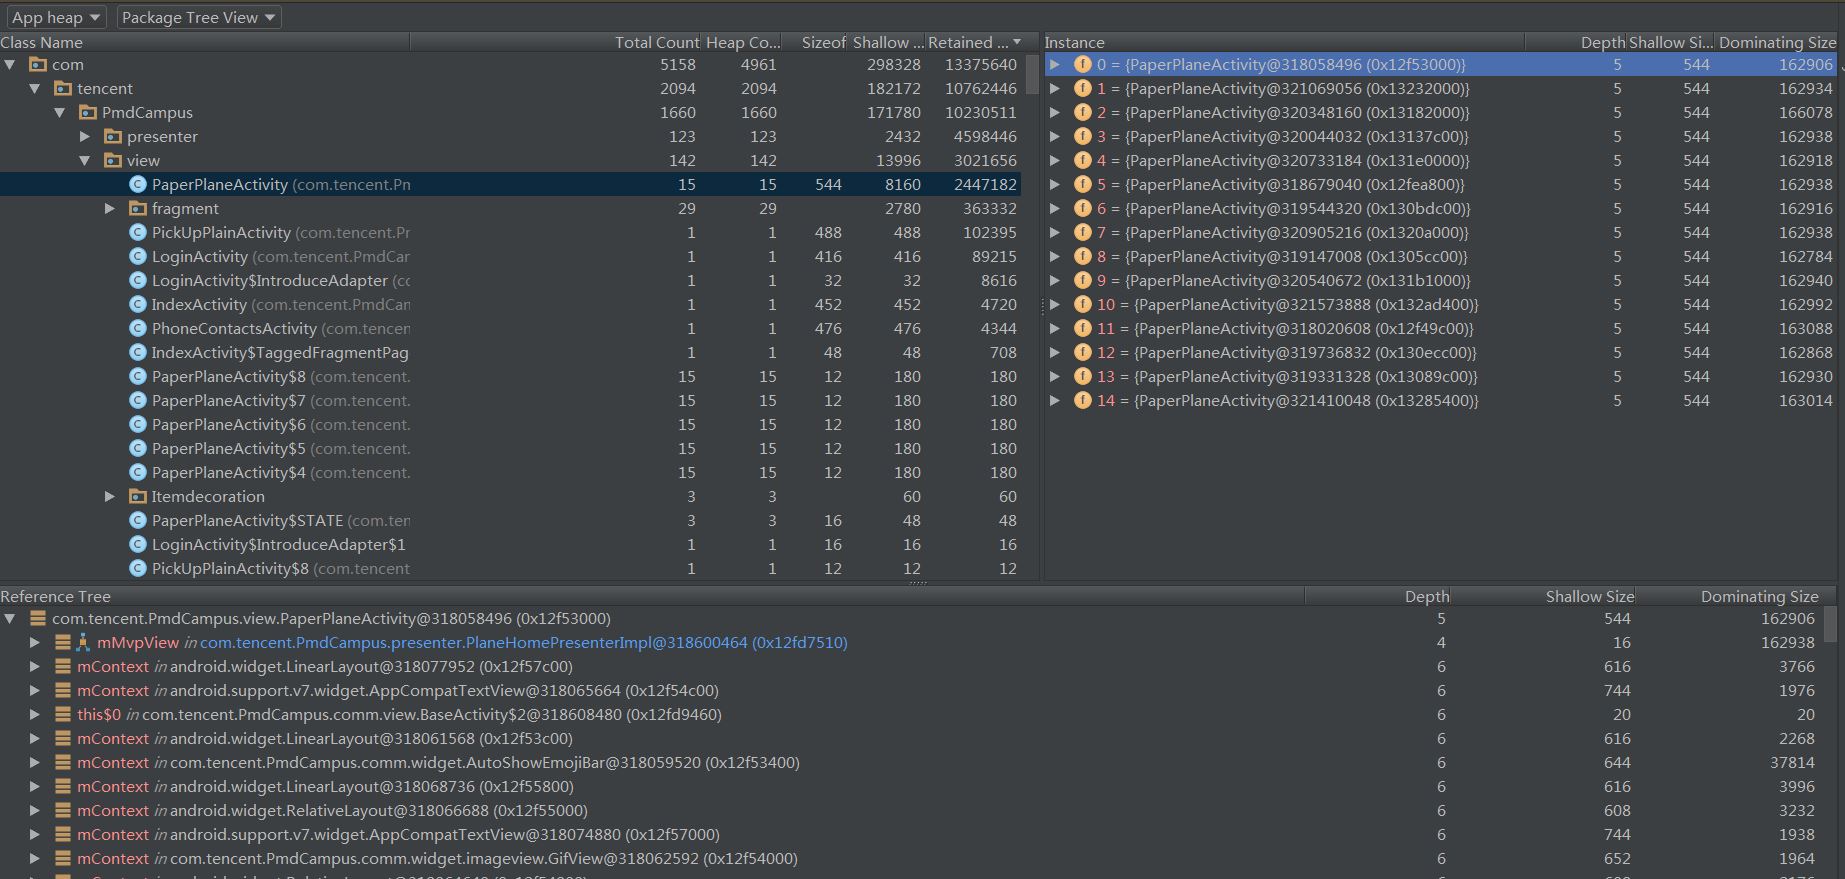 App heap Package Tree View
Class Name Total Count Heap Co... Sizeof Shallow ... Retained ...
com 5158 4961 298328 13375640
tencent 2094 2094 182172 10762446
PmdCampus 1660 1660 171780 10230511
presenter 123 123 2432 4598446
view 142 142 13996 3021656
PaperPlaneActivity (com.tencent.Pm 15 15 544 8160 2447182
fragment 29 29 2780 363332
PickUpPlainActivity (com.tencent.Pr 1 1 488 488 102395
LoginActivity (com.tencent.PmdCar 1 1 416 416 89215
LoginActivity$IntroduceAdapter (cc 1 1 32 32 8616
IndexActivity (com.tencent.PmdCan 1 1 452 452 4720
PhoneContactsActivity (com.tencen 1 1 476 476 4344
IndexActivity$TaggedFragmentPag 1 1 48 48 708
PaperPlaneActivity$8 (com.tencent. 15 15 12 180 180
PaperPlaneActivity$7 (com.tencent. 15 15 12 180 180
PaperPlaneActivity$6 (com.tencent. 15 15 12 180 180
PaperPlaneActivity$5 (com.tencent. 15 15 12 180 180
PaperPlaneActivity$4 (com.tencent. 15 15 12 180 180
Itemdecoration 3 3 60 60
PaperPlaneActivity$STATE (com.ten 3 3 16 48 48
LoginActivity$IntroduceAdapter$1 1 1 16 16 16
PickUpPlainActivity$8 (com.tencent 1 1 12 12 12
Instance Depth Shallow Si... Dominating Size
0 = {PaperPlaneActivity@318058496 (0x12f53000)} 5 544 162906
1 = {PaperPlaneActivity@321069056 (0x13232000)} 5 544 162934
2 = {PaperPlaneActivity@320348160 (0x13182000)} 5 544 166078
3 = {PaperPlaneActivity@320044032 (0x13137c00)} 5 544 162938
4 = {PaperPlaneActivity@320733184 (0x131e0000)} 5 544 162918
5 = {PaperPlaneActivity@318679040 (0x12fea800)} 5 544 162938
6 = {PaperPlaneActivity@319544320 (0x130bdc00)} 5 544 162916
7 = {PaperPlaneActivity@320905216 (0x1320a000)} 5 544 162938
8 = {PaperPlaneActivity@319147008 (0x1305cc00)} 5 544 162784
9 = {PaperPlaneActivity@320540672 (0x131b1000)} 5 544 162940
10 = {PaperPlaneActivity@321573888 (0x132ad400)} 5 544 162992
11 = {PaperPlaneActivity@318020608 (0x12f49c00)} 5 544 163088
12 = {PaperPlaneActivity@319736832 (0x130ecc00)} 5 544 162868
13 = {PaperPlaneActivity@319331328 (0x13089c00)} 5 544 162930
14 = {PaperPlaneActivity@321410048 (0x13285400)} 5 544 163014
Reference Tree Depth Shallow Size Dominating Size
com.tencent.PmdCampus.view.PaperPlaneActivity@318058496 (0x12f53000) 5 544 162906
mMvpView in com.tencent.PmdCampus.presenter.PlaneHomePresenterImpl@318600464 (0x12fd7510) 4 16 162938
mContext in android.widget.LinearLayout@318077952 (0x12f57c00) 6 616 3766
mContext in android.support.v7.widget.AppCompatTextView@318065664 (0x12f54c00) 6 744 1976
this$0 in com.tencent.PmdCampus.comm.view.BaseActivity$2@318608480 (0x12fd9460) 6 20 20
mContext in android.widget.LinearLayout@318061568 (0x12f53c00) 6 616 2268
mContext in com.tencent.PmdCampus.comm.widget.AutoShowEmojiBar@318059520 (0x12f53400) 6 644 37814
mContext in android.widget.LinearLayout@318068736 (0x12f55800) 6 616 3996
mContext in android.widget.RelativeLayout@318066688 (0x12f55000) 6 608 3232
mContext in android.support.v7.widget.AppCompatTextView@318074880 (0x12f57000) 6 744 1938
mContext in com.tencent.PmdCampus.comm.widget.imageview.GifView@318062592 (0x12f54000) 6 652 1964